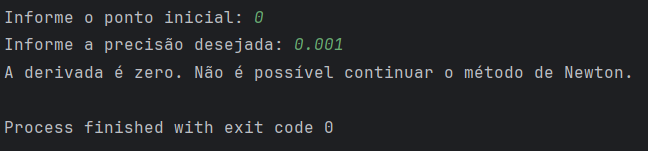 Informe o ponto inicial: 0
Informe a precisão desejada: 0.001
A derivada é zero. Não é possível continuar o método de Newton.
Process finished with exit code 0